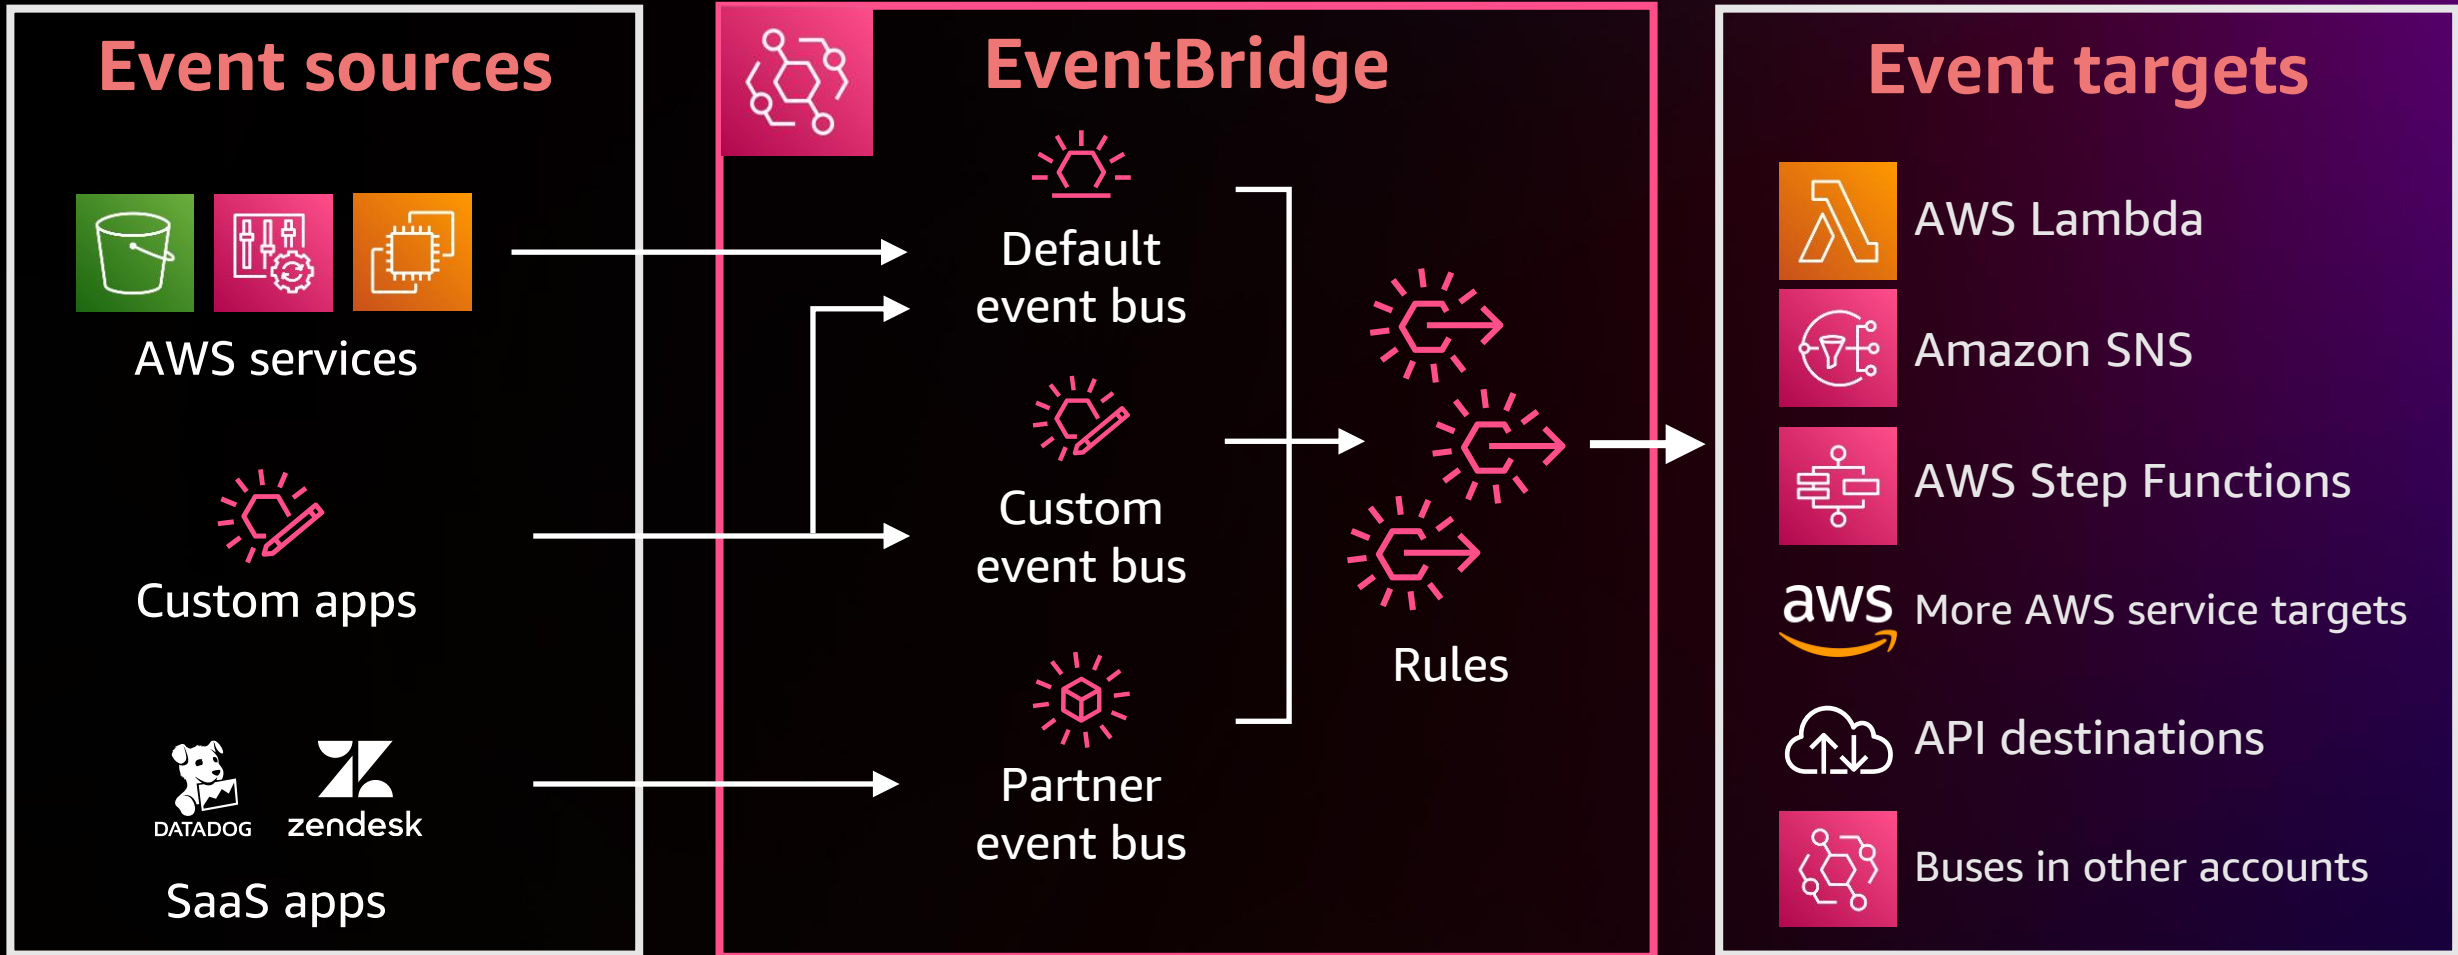 Event sources
AWS services
Custom apps
DATADOG
zendesk
SaaS apps
EventBridge
Default
event bus
Custom
event bus
Partner
event bus
Rules
Event targets
AWS Lambda
Amazon SNS
AWS Step Functions
aws
More AWS service targets
API destinations
Buses in other accounts